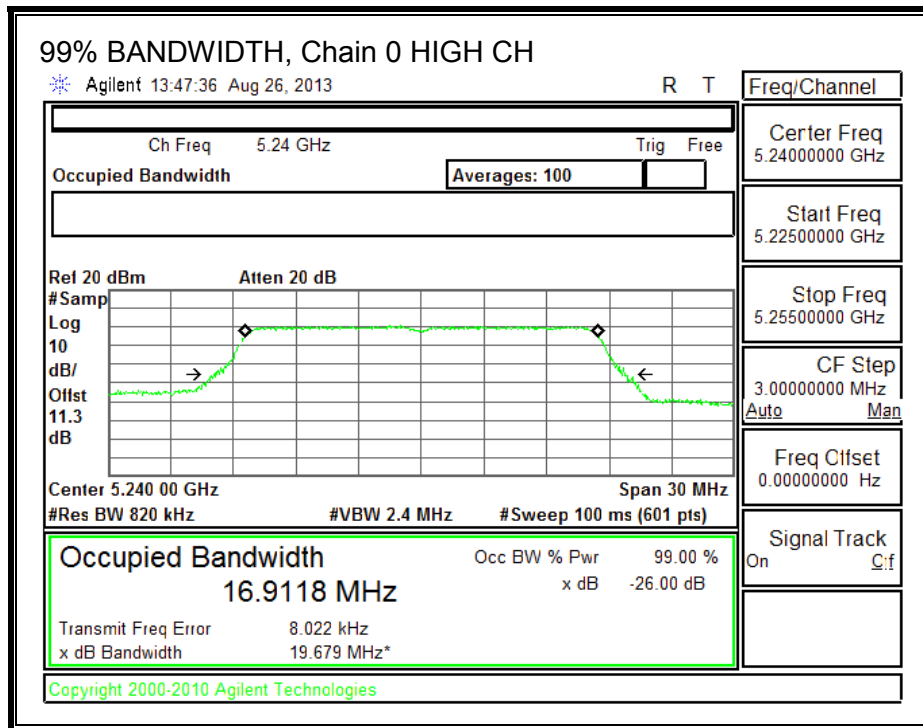 99% BANDWIDTH, Chain 0 HIGH CH
Agilent 13:47:36 Aug 26, 2013 R T
Ch Freq 5.24 GHz Trig Free
Occupied Bandwidth Averages: 100
Ref 20 dBm Atten 20 dB
#Samp
Log
10
dB/
Offst
11.3
dB
Center 5.240 00 GHz Span 30 MHz
#Res BW 820 kHz #VBW 2.4 MHz #Sweep 100 ms (601 pts)
Occupied Bandwidth Occ BW % Pwr 99.00 %
16.9118 MHz x dB -26.00 dB
Transmit Freq Error 8.022 kHz
x dB Bandwidth 19.679 MHz*
Copyright 2000-2010 Agilent Technologies
Freq/Channel
Center Freq
5.24000000 GHz
Start Freq
5.22500000 GHz
Stop Freq
5.25500000 GHz
CF Step
3.00000000 MHz
Auto Man
Freq Offset
0.00000000 Hz
Signal Track
On Off